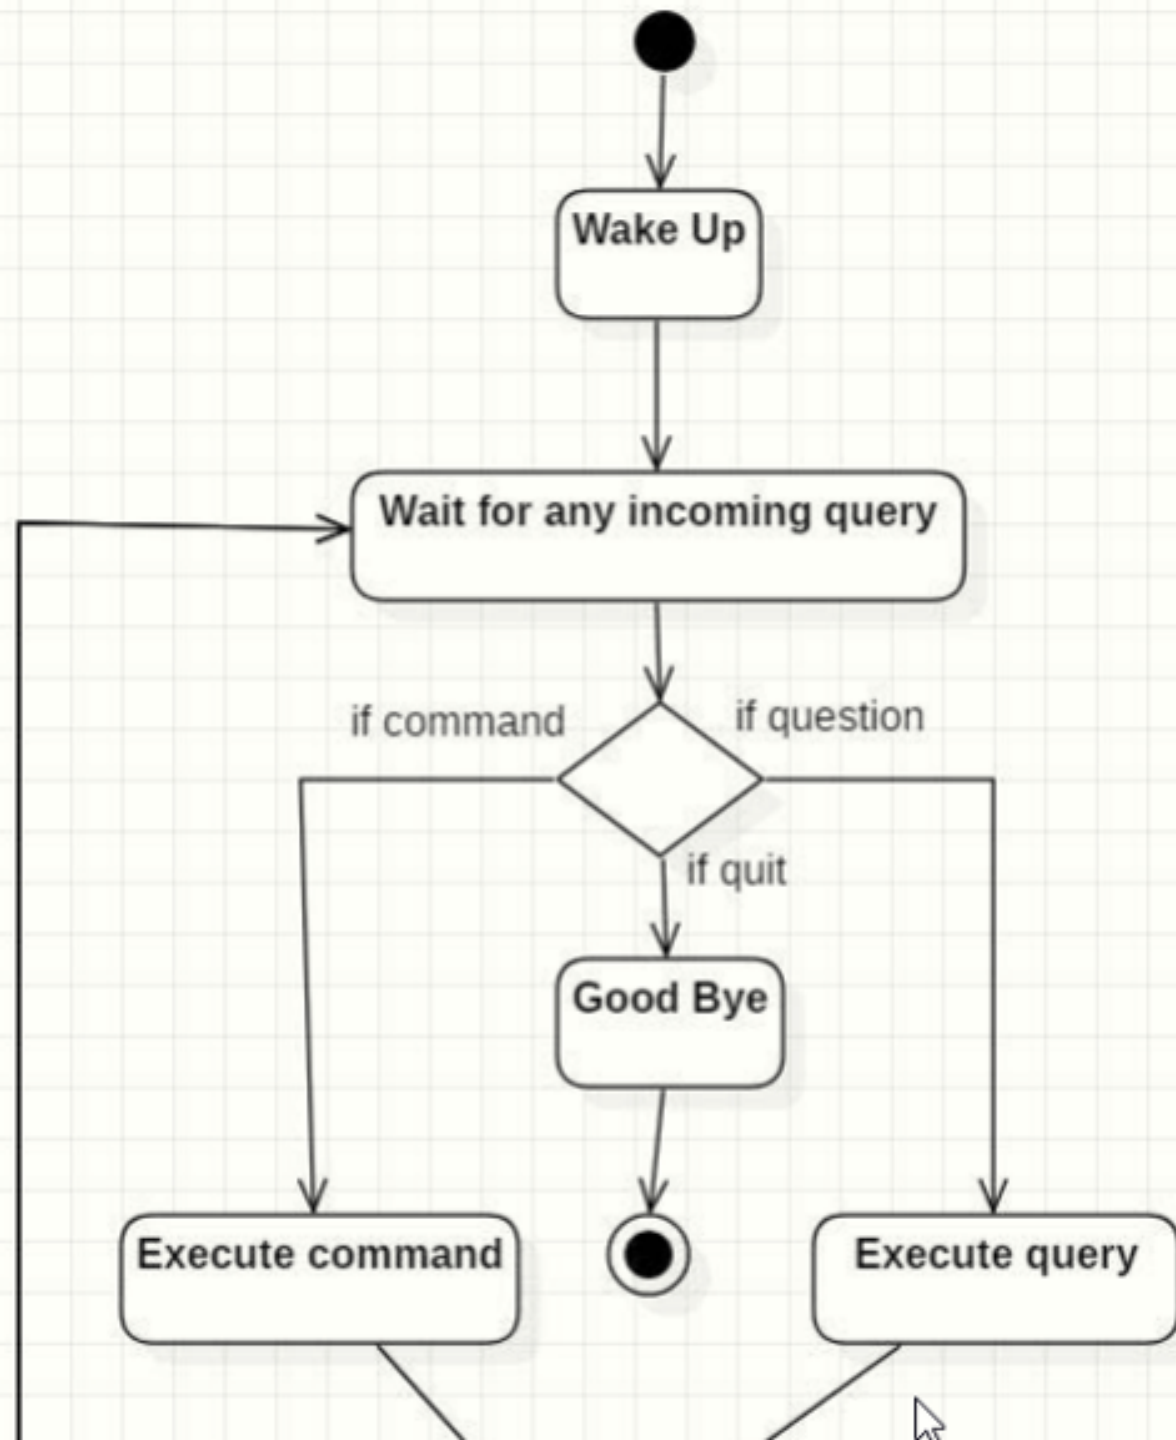 Wake Up
Wait for any incoming query
if command
if question
if quit
Good Bye
Execute command
Execute query